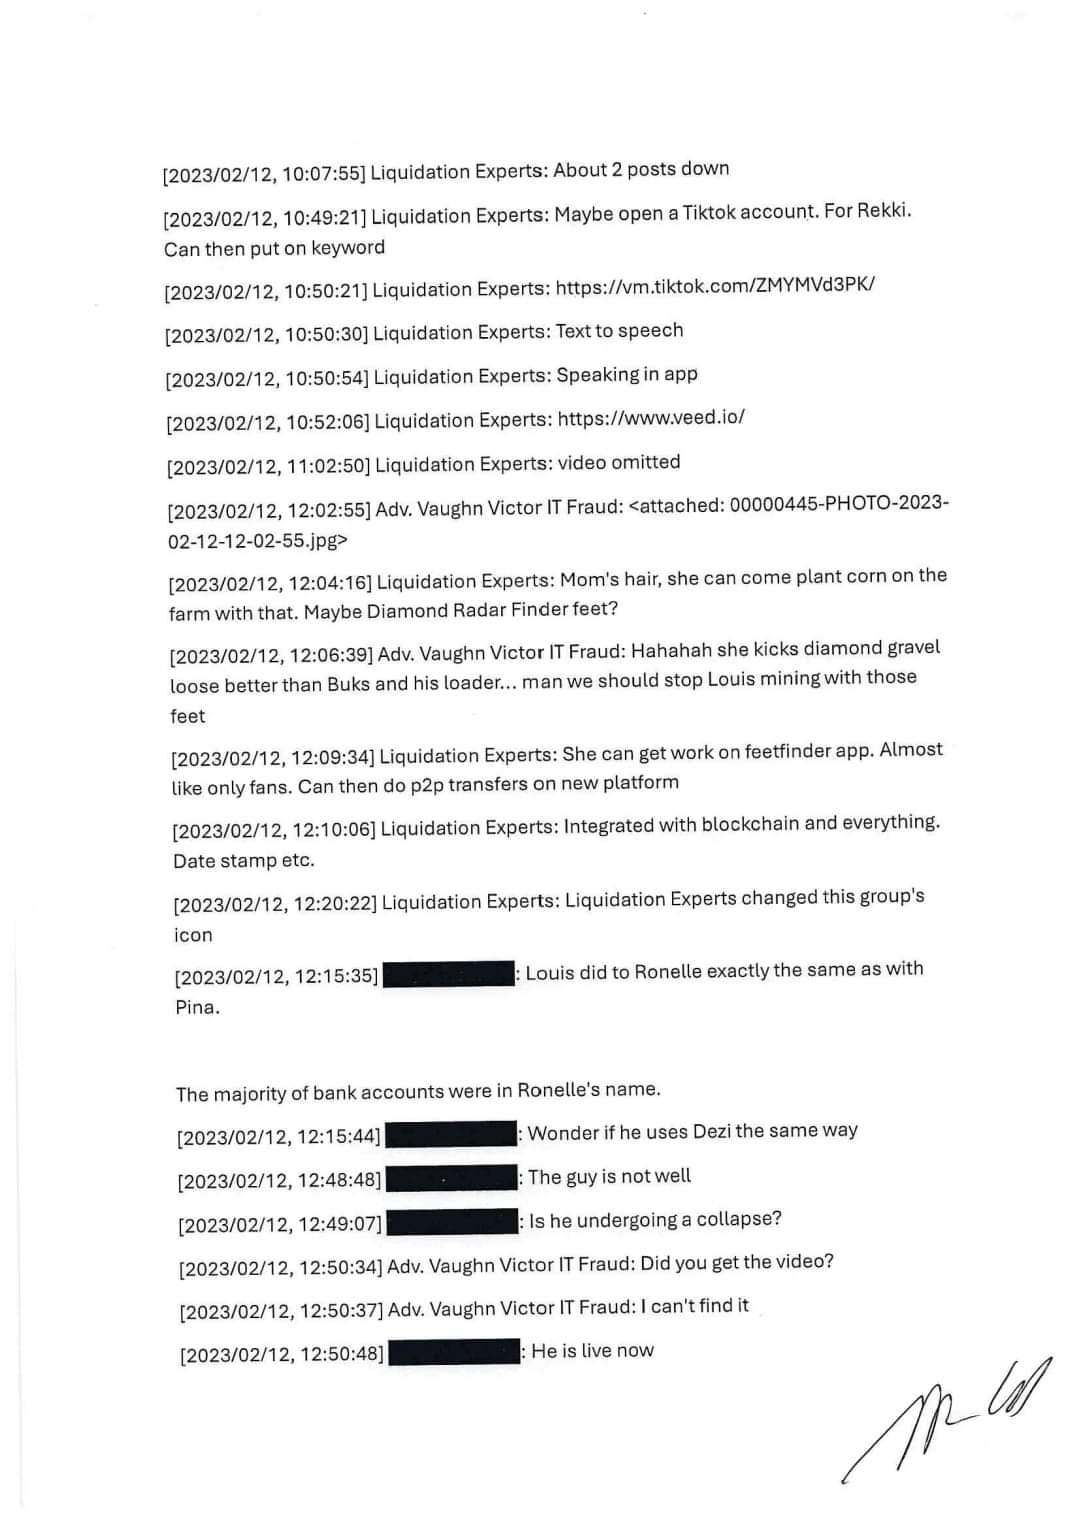 [2023/02/12, 10:07:55] Liquidation Experts: About 2 posts down
[2023/02/12, 10:49:21] Liquidation Experts: Maybe open a Tiktok account. For Rekki.
Can then put on keyword
[2023/02/12, 10:50:21] Liquidation Experts: https://vm.tiktok.com/ZMYMVd3PK/
[2023/02/12, 10:50:30] Liquidation Experts: Text to speech
[2023/02/12, 10:50:54] Liquidation Experts: Speaking in app
[2023/02/12, 10:52:06] Liquidation Experts: https://www.veed.io/
[2023/02/12, 11:02:50] Liquidation Experts: video omitted
[2023/02/12, 12:02:55] Adv. Vaughn Victor IT Fraud: <attached: 00000445-PHOTO-2023-
02-12-12-02-55.jpg>
[2023/02/12, 12:04:16] Liquidation Experts: Mom's hair, she can come plant corn on the
farm with that. Maybe Diamond Radar Finder feet?
[2023/02/12, 12:06:39] Adv. Vaughn Victor IT Fraud: Hahahah she kicks diamond gravel
loose better than Buks and his loader... man we should stop Louis mining with those
feet
[2023/02/12, 12:09:34] Liquidation Experts: She can get work on feetfinder app. Almost
like only fans. Can then do p2p transfers on new platform
[2023/02/12, 12:10:06] Liquidation Experts: Integrated with blockchain and everything.
Date stamp etc.
[2023/02/12, 12:20:22] Liquidation Experts: Liquidation Experts changed this group's
icon
[2023/02/12, 12:15:35] : Louis did to Ronelle exactly the same as with
Pina.
The majority of bank accounts were in Ronelle's name.
[2023/02/12, 12:15:44] : Wonder if he uses Dezi the same way
[2023/02/12, 12:48:48] : The guy is not well
[2023/02/12, 12:49:07] : Is he undergoing a collapse?
[2023/02/12, 12:50:34] Adv. Vaughn Victor IT Fraud: Did you get the video?
[2023/02/12, 12:50:37] Adv. Vaughn Victor IT Fraud: I can't find it
[2023/02/12, 12:50:48] : He is live now